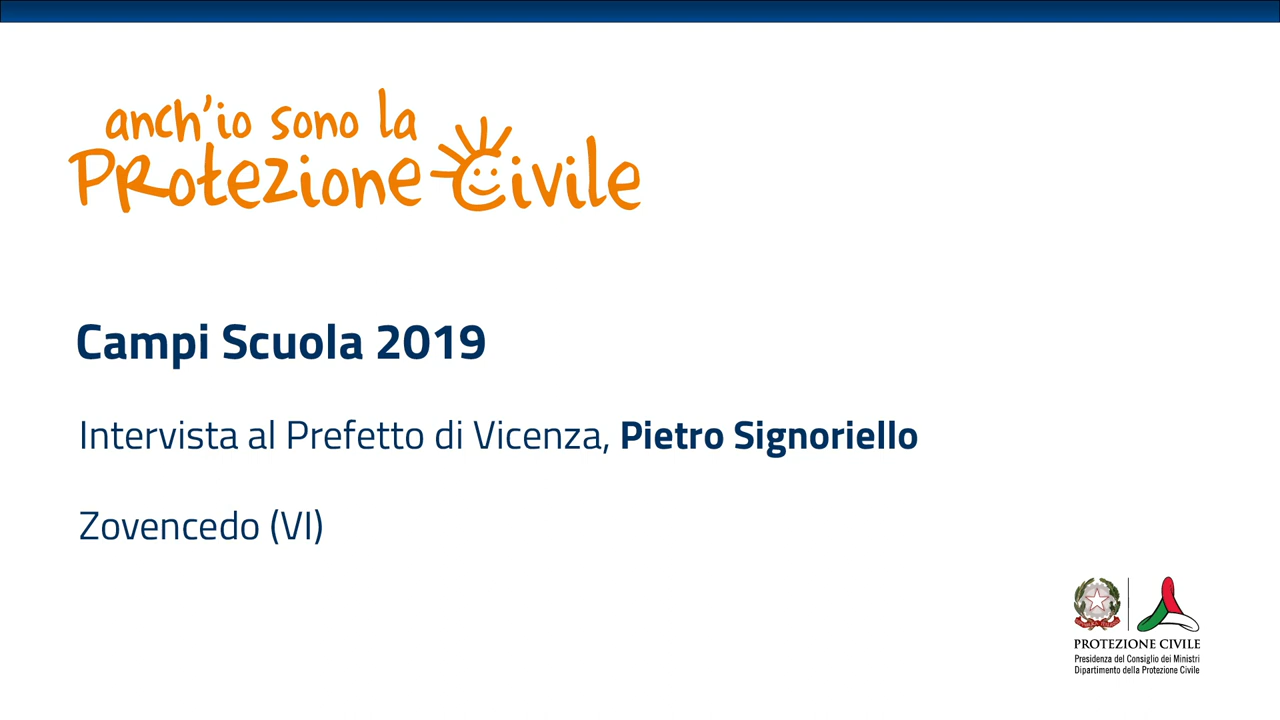 anch'io sono la
Protezione Civile
Campi Scuola 2019
Intervista al Prefetto di Vicenza, Pietro Signoriello
Zovencedo (VI)
PROTEZIONE CIVILE
Presidenza del Consiglio dei Ministri
Dipartimento della Protezione Civile